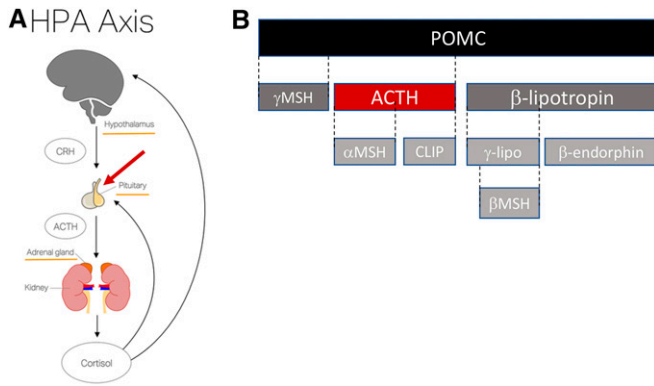 A HPA Axis
Hypothalamus
CRH
Pituitary
ACTH
Adrenal gland
Kidney
Cortisol
B
POMC
γMSH ACTH β-lipotropin
αMSH CLIP γ-lipo β-endorphin
βMSH